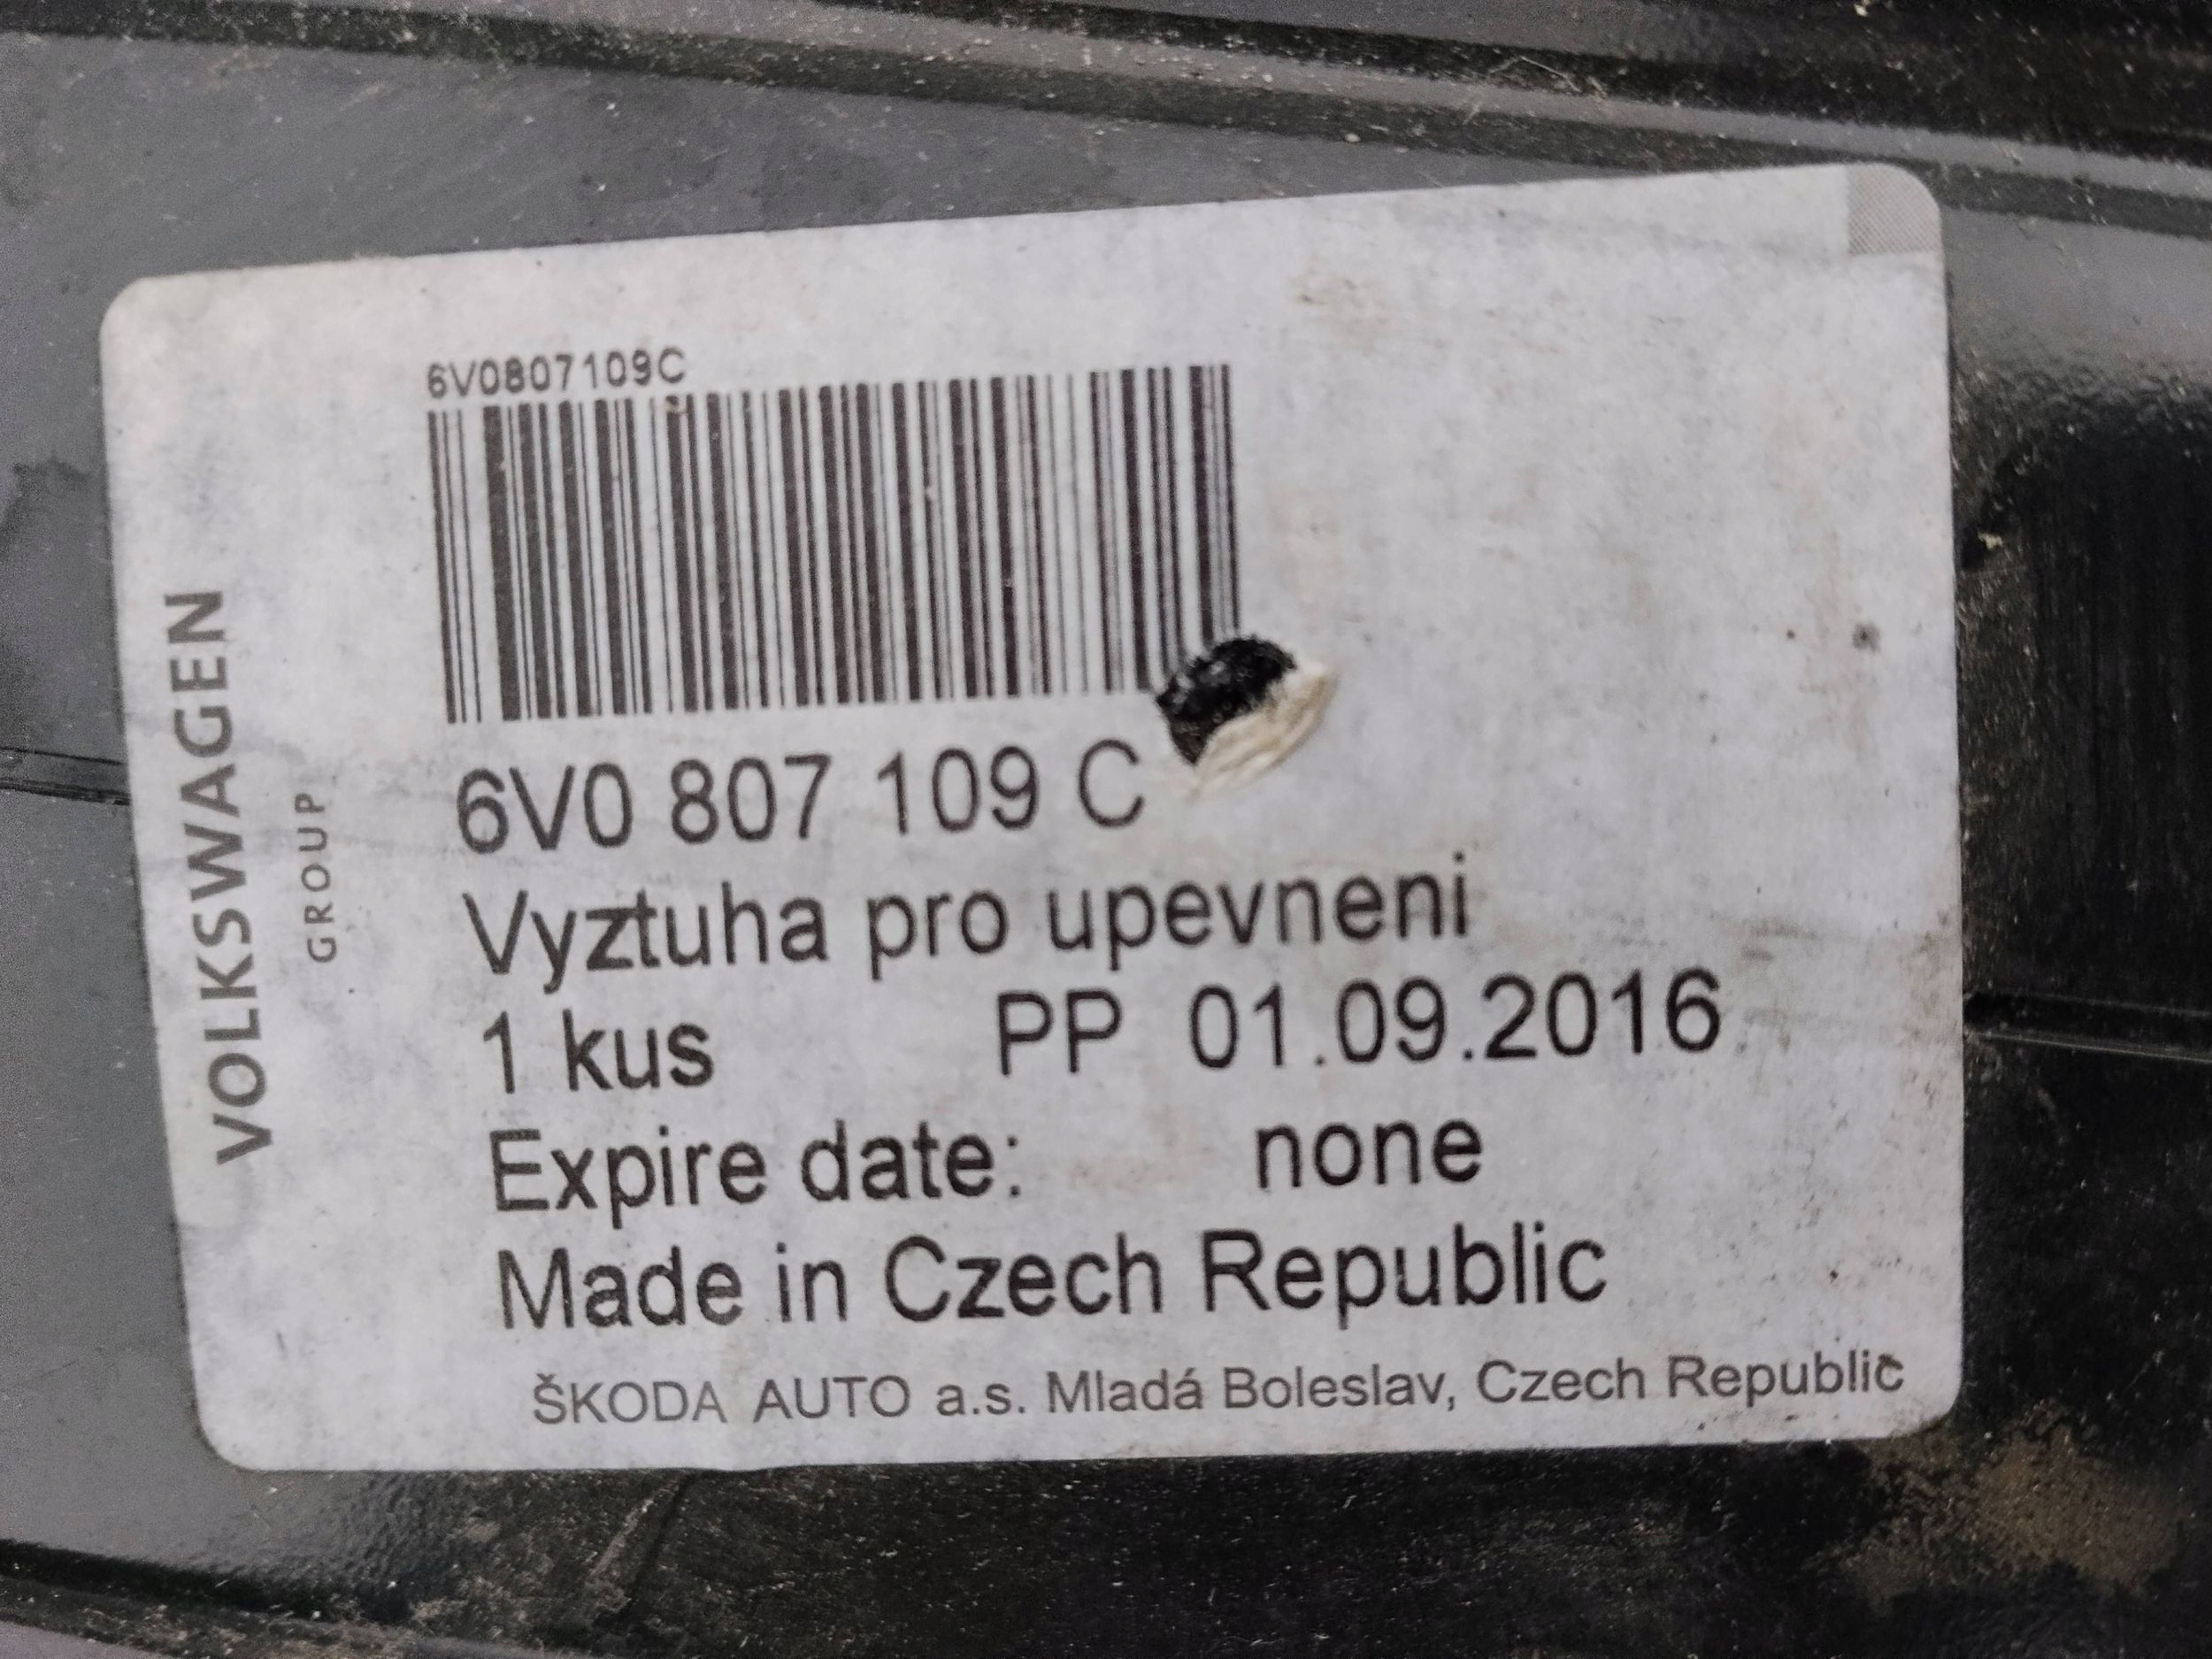 6V0807109C
6V0 807 109 C
Vyztuha pro upevneni
1 kus PP 01.09.2016
Expire date: none
Made in Czech Republic
ŠKODA AUTO a.s. Mladá Boleslav, Czech Republic
VOLKSWAGEN
GROUP